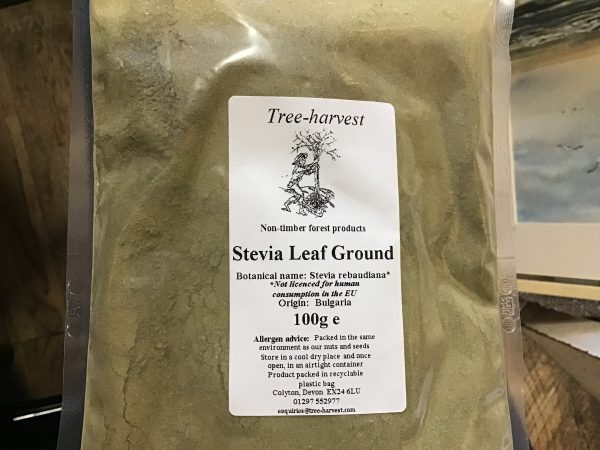 Tree-harvest
Non-timber forest products
Stevia Leaf Ground
Botanical name: Stevia rebaudiana*
*Not licenced for human
consumption in the EU
Origin: Bulgaria
100g e
Allergen advice: Packed in the same
environment as our nuts and seeds
Store in a cool dry place and once
open, in an airtight container
Product packed in recyclable
plastic bag
Colyton, Devon EX24 6LU
01297 552977
enquiries@tree-harvest.com